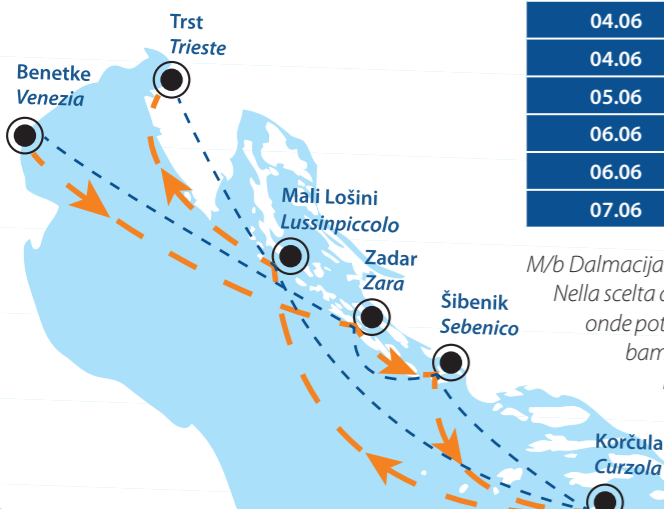 Trst
Trieste
Benetke
Venezia
Mali Lošini
Lussinpiccolo
Zadar
Zara
Šibenik
Sebenico
Korčula
Curzola
04.06
04.06
05.06
06.06
06.06
07.06
M/b Dalmacija
Nella scelta
onde pot
bam